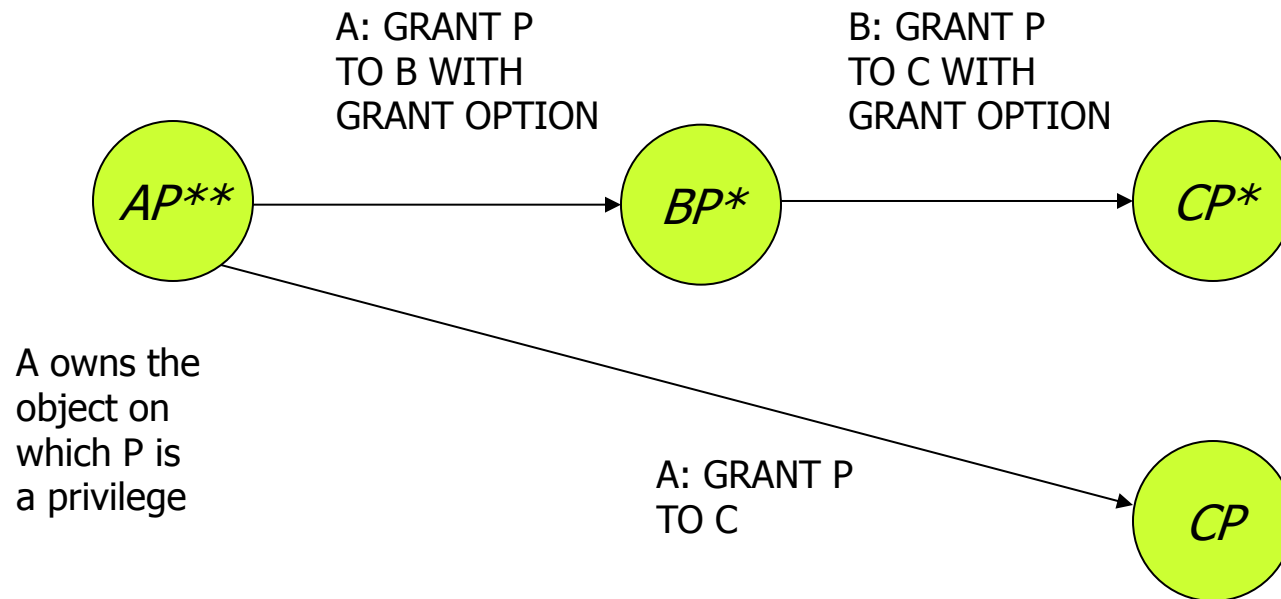 A: GRANT P
TO B WITH
GRANT OPTION
B: GRANT P
TO C WITH
GRANT OPTION
AP**
BP*
CP*
A owns the
object on
which P is
a privilege
A: GRANT P
TO C
CP